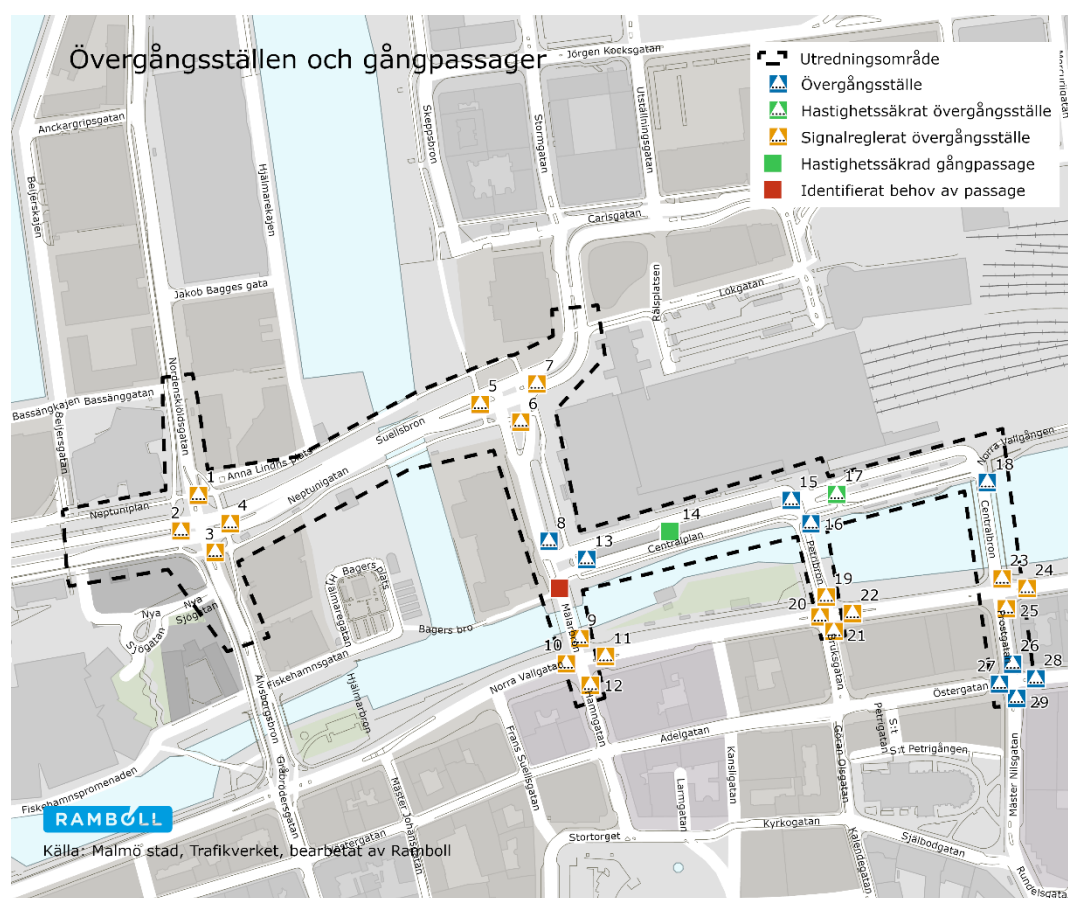 Övergångsställen och gångpassager
Utredningsområde
Övergångsställe
Hastighetssäkrat övergångsställe
Signalreglerat övergångsställe
Hastighetssäkrad gångpassage
Identifierat behov av passage
Jörgen Kocksgatan
Anckargripsgatan
Skeppsbron
Stormgatan
Utställningsgatan
Beijerskajen
Hjälmarekajen
Carlsgatan
Jakob Bagges gata
Rälsplatsen
Lokgatan
Nordenskiöldsgatan
Bassängkajen
Bassänggatan
Beijersgatan
Suellsbron
Anna Lindhs plats
Neptunigatan
Neptuniplan
Norra Vallgången
Centralplan
Centralbron
Petribron
Mälarbron
Bagers plats
Hjälmaregatan
Bagers bro
Nya
Sjögatan
Nya
Sjögatan
Fiskehamnsgatan
Hjälmarbron
Älvsborgsbron
Norra Vallgatan
Hamngatan
Bruksgatan
Prostgatan
Östergatan
Adelgatan
Frans Suellsgatan
Kansligatan
Larmgatan
Göran Olsgatan
S:t
Petrigatan
S:t Petrigången
Mäster Nilsgatan
Fiskehamnspromenaden
Gråbrödersgatan
Mäster Johansgatan
Stortorget
Kyrkogatan
Kalendegatan
Själbodgatan
Rundelsgatan
1
2
3
4
5
6
7
8
9
10
11
12
13
14
15
16
17
18
19
20
21
22
23
24
25
26
27
28
29
RAMBOLL
Källa: Malmö stad, Trafikverket, bearbetat av Ramboll